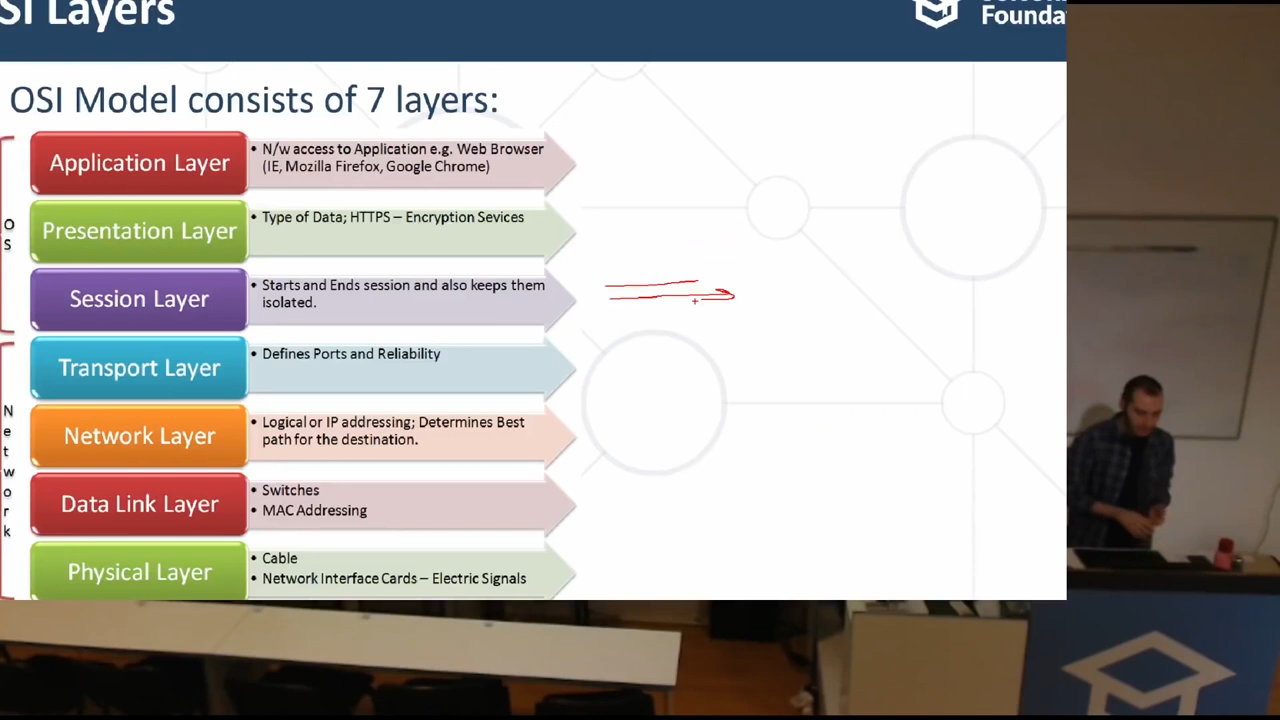 SI Layers
Founda
OSI Model consists of 7 layers:
OS
Application Layer
• N/w access to Application e.g. Web Browser
(IE, Mozilla Firefox, Google Chrome)
Presentation Layer
• Type of Data; HTTPS – Encryption Sevices
Session Layer
• Starts and Ends session and also keeps them
isolated.
Network
Transport Layer
• Defines Ports and Reliability
Network Layer
• Logical or IP addressing; Determines Best
path for the destination.
Data Link Layer
• Switches
• MAC Addressing
Physical Layer
• Cable
• Network Interface Cards – Electric Signals